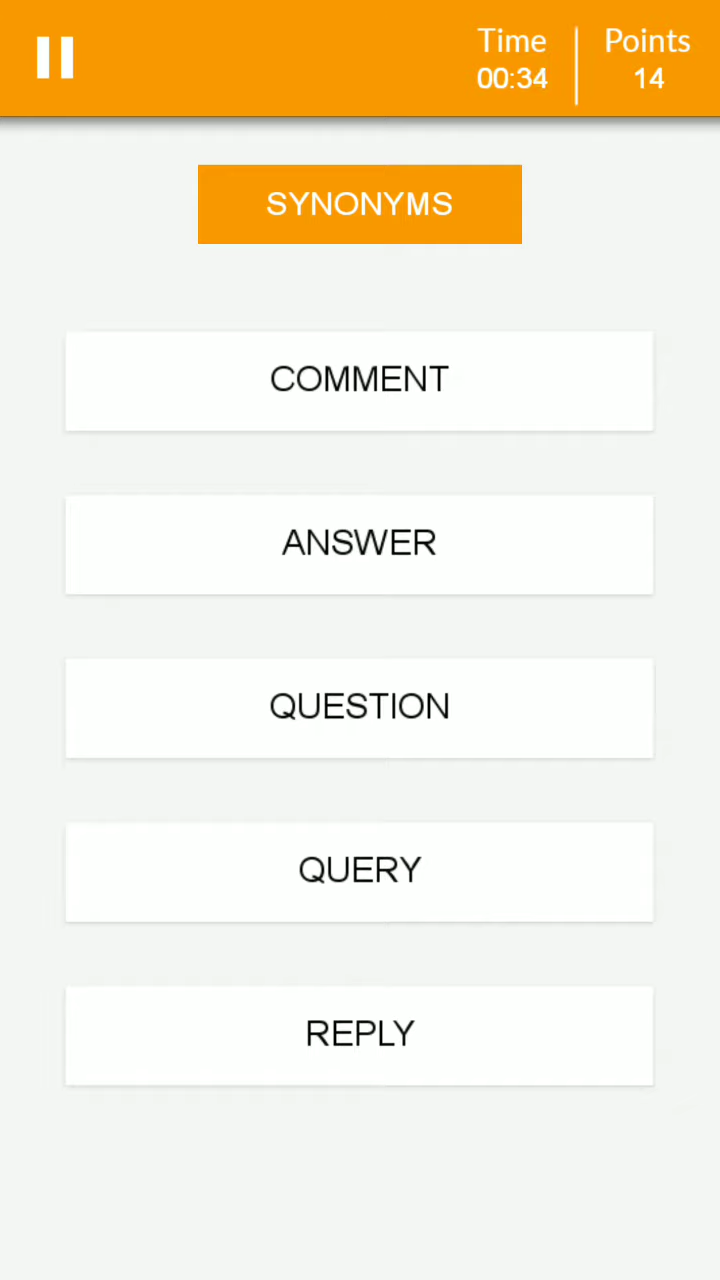 Time
Points
00:34
14
SYNONYMS
COMMENT
ANSWER
QUESTION
QUERY
REPLY